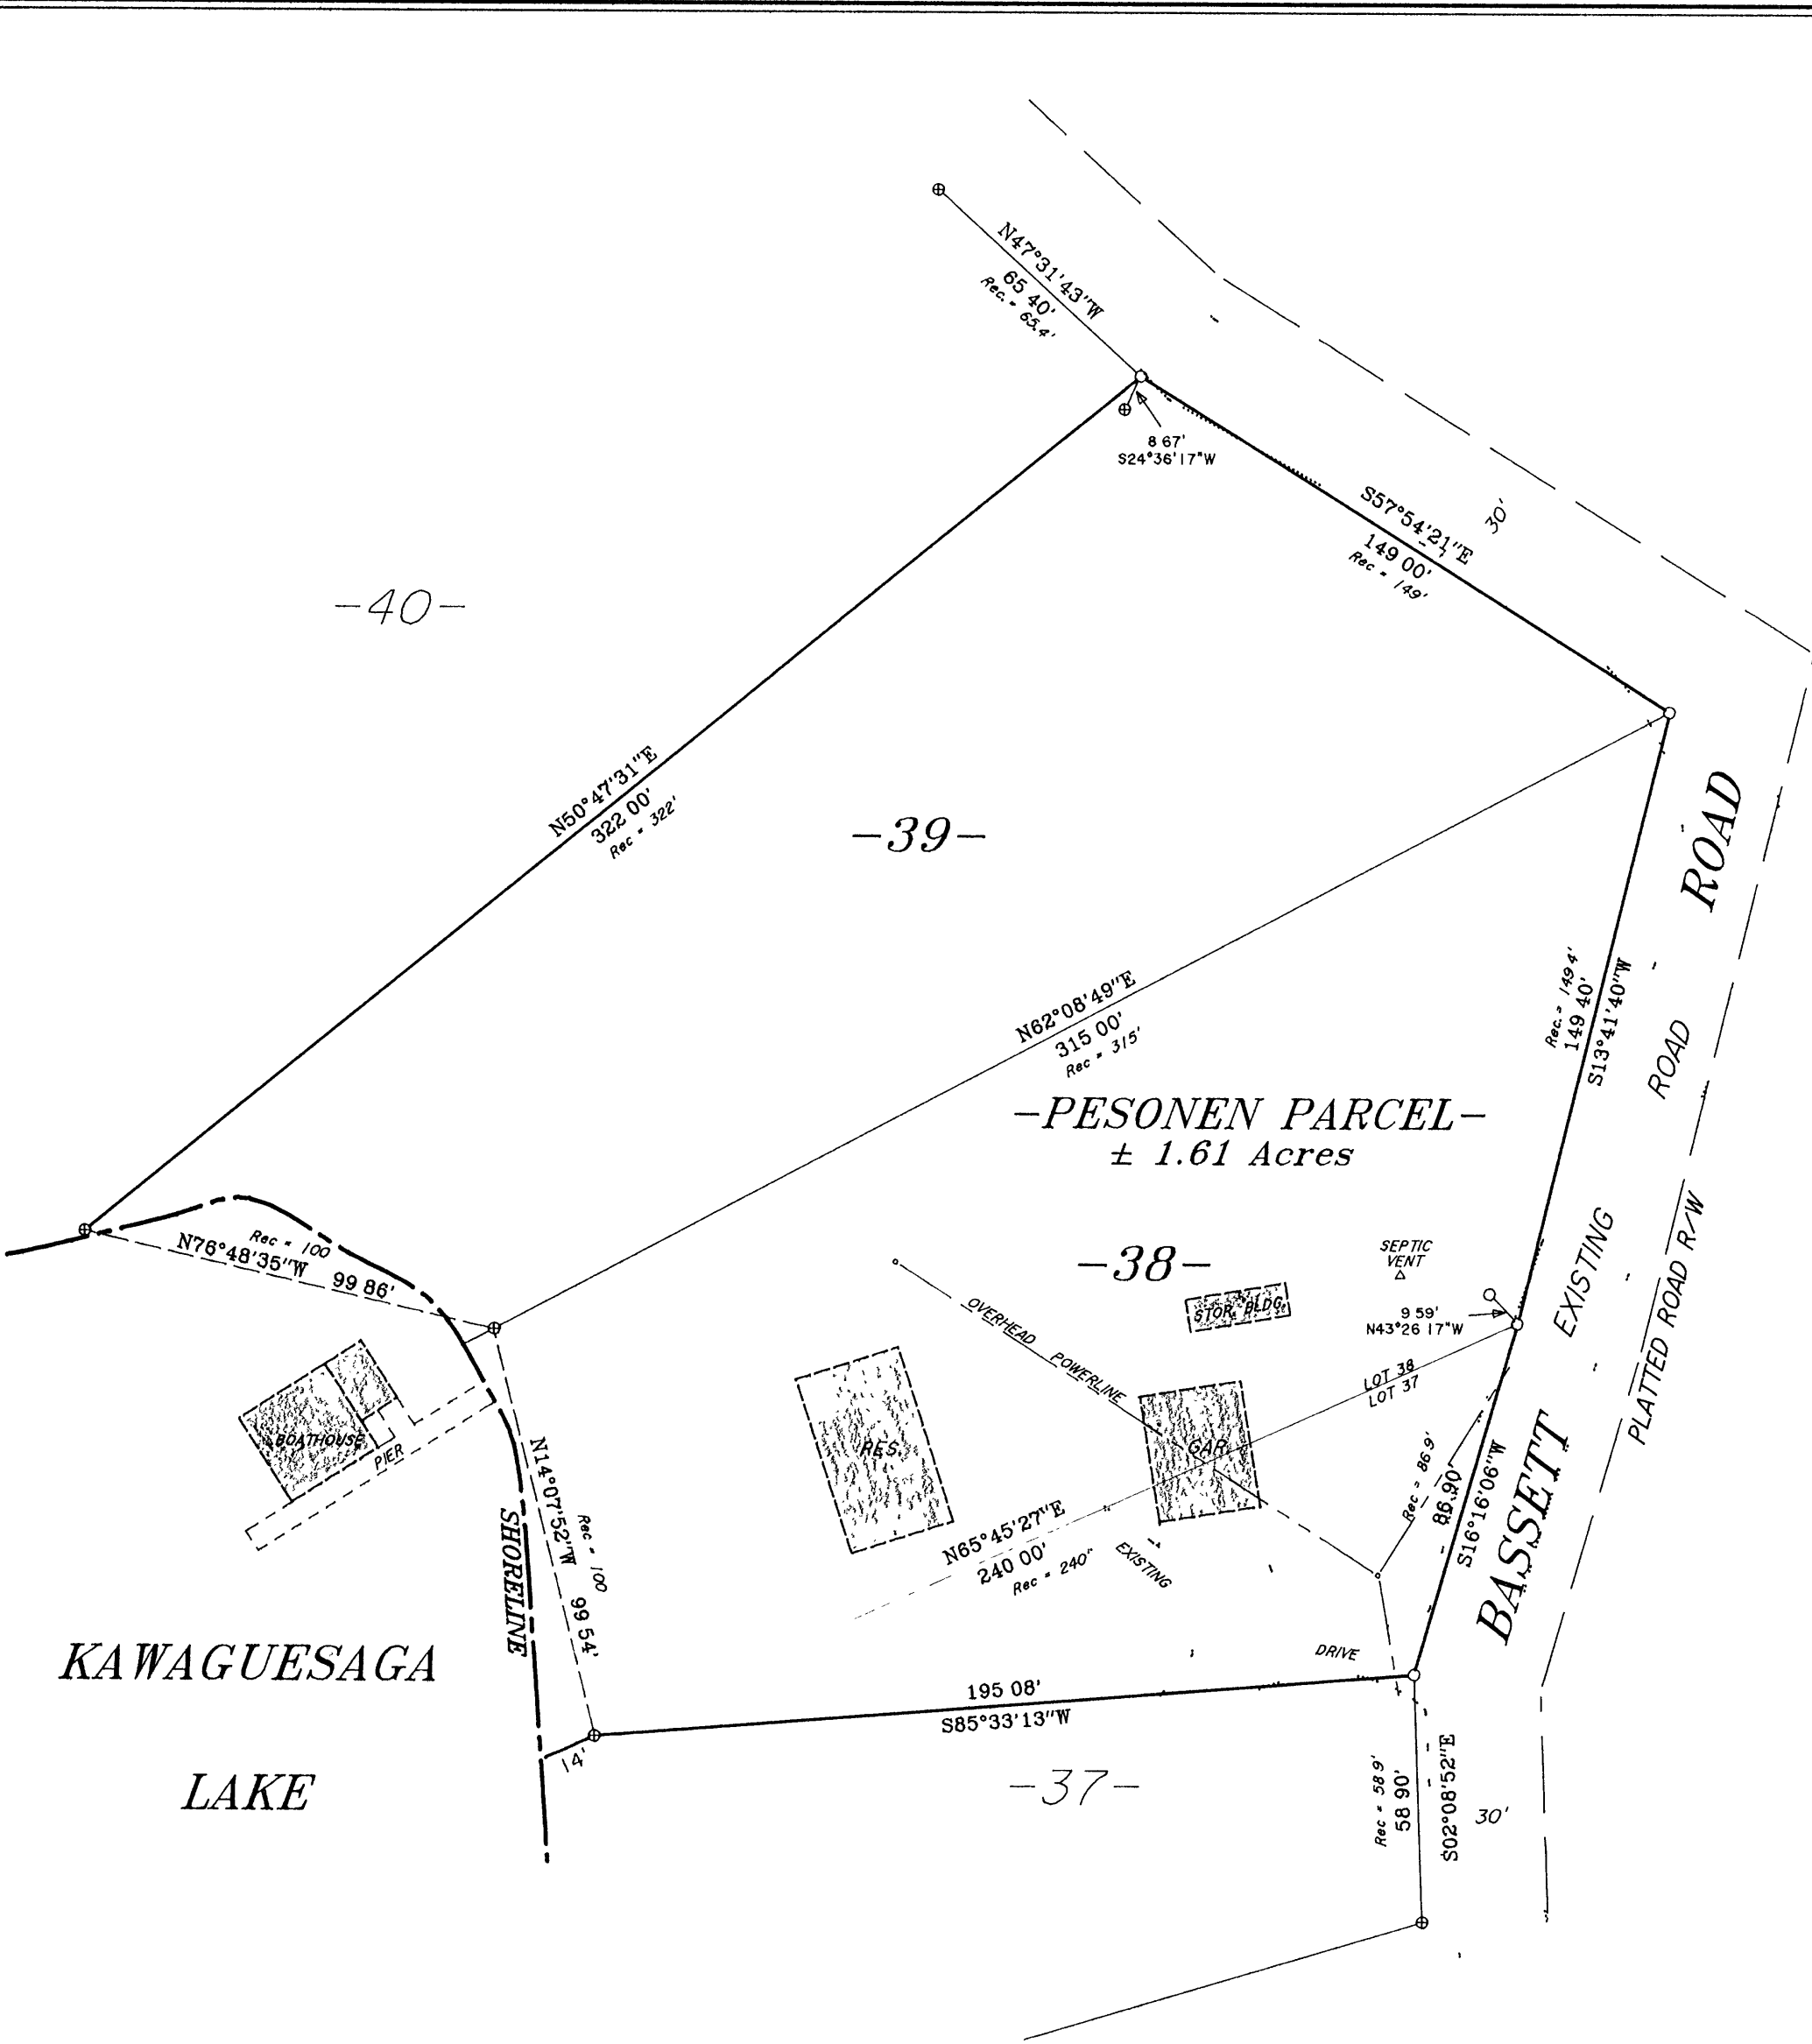 N47°31'43"W
65 40'
Rec. = 65.4'
8 67'
S24°36'17"W
S57°54'21"E
149 00'
Rec = 149'
30'
-40-
N50°47'31"E
322 00'
Rec = 322'
-39-
ROAD
N62°08'49"E
315 00'
Rec = 315'
Rec. = 149 4'
149 40'
S13°41'40"W
ROAD
-PESONEN PARCEL-
± 1.61 Acres
EXISTING
PLATTED ROAD R/W
Rec = 100
N76°48'35"W 99 86'
-38-
SEPTIC
VENT
STOR. BLDG.
9 59'
N43°26 17"W
OVERHEAD POWERLINE
LOT 38
LOT 37
BOATHOUSE
PIER
RES.
GAR.
N14°07'52"W 99 54'
Rec = 100
SHORELINE
N65°45'27"E
240 00'
Rec = 240'
EXISTING
DRIVE
Rec = 86 9'
86 90'
S16°16'06"W
BASSETT
KAWAGUESAGA
LAKE
195 08'
S85°33'13"W
14'
-37-
Rec = 58 9'
58 90'
S02°08'52"E
30'